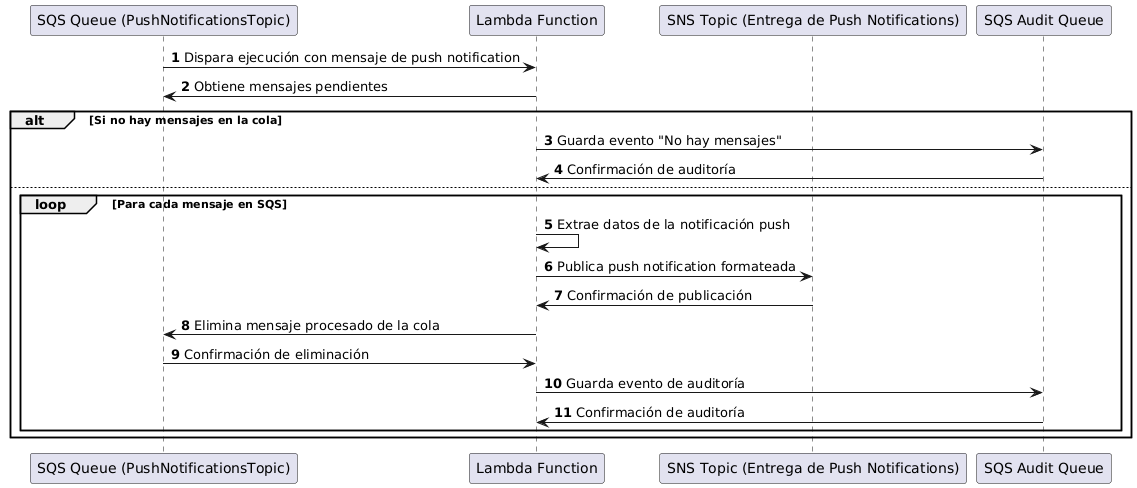 SQS Queue (PushNotificationsTopic)
Lambda Function
SNS Topic (Entrega de Push Notifications)
SQS Audit Queue
1 Dispara ejecución con mensaje de push notification
2 Obtiene mensajes pendientes
alt [Si no hay mensajes en la cola]
3 Guarda evento "No hay mensajes"
4 Confirmación de auditoría
loop [Para cada mensaje en SQS]
5 Extrae datos de la notificación push
6 Publica push notification formateada
7 Confirmación de publicación
8 Elimina mensaje procesado de la cola
9 Confirmación de eliminación
10 Guarda evento de auditoría
11 Confirmación de auditoría
SQS Queue (PushNotificationsTopic)
Lambda Function
SNS Topic (Entrega de Push Notifications)
SQS Audit Queue